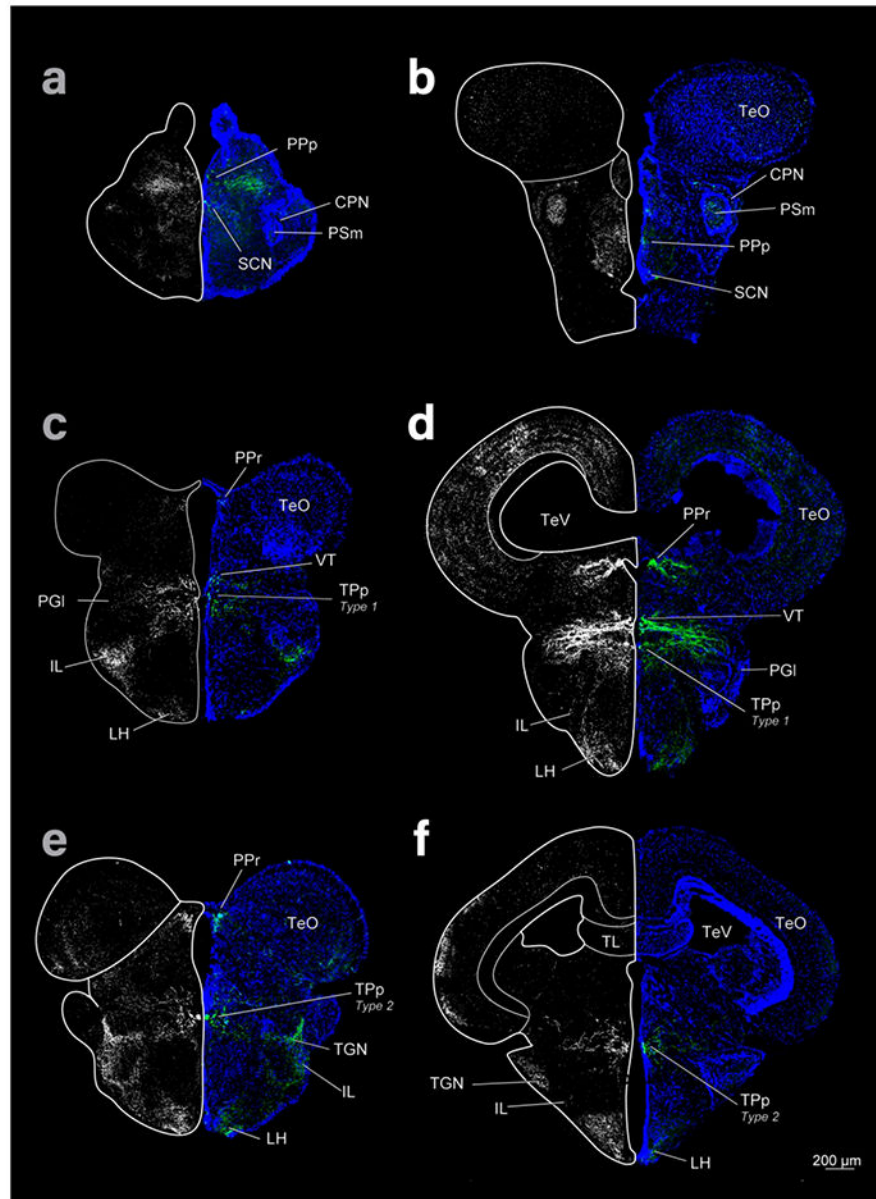 a
PPp
CPN
PSm
SCN
b
TeO
CPN
PSm
PPp
SCN
c
PPr
TeO
VT
TPp
Type 1
PGl
IL
LH
d
TeV
PPr
TeO
VT
PGl
TPp
Type 1
IL
LH
e
PPr
TeO
TPp
Type 2
TGN
IL
LH
f
TL
TeV
TeO
TGN
IL
TPp
Type 2
LH
200 µm